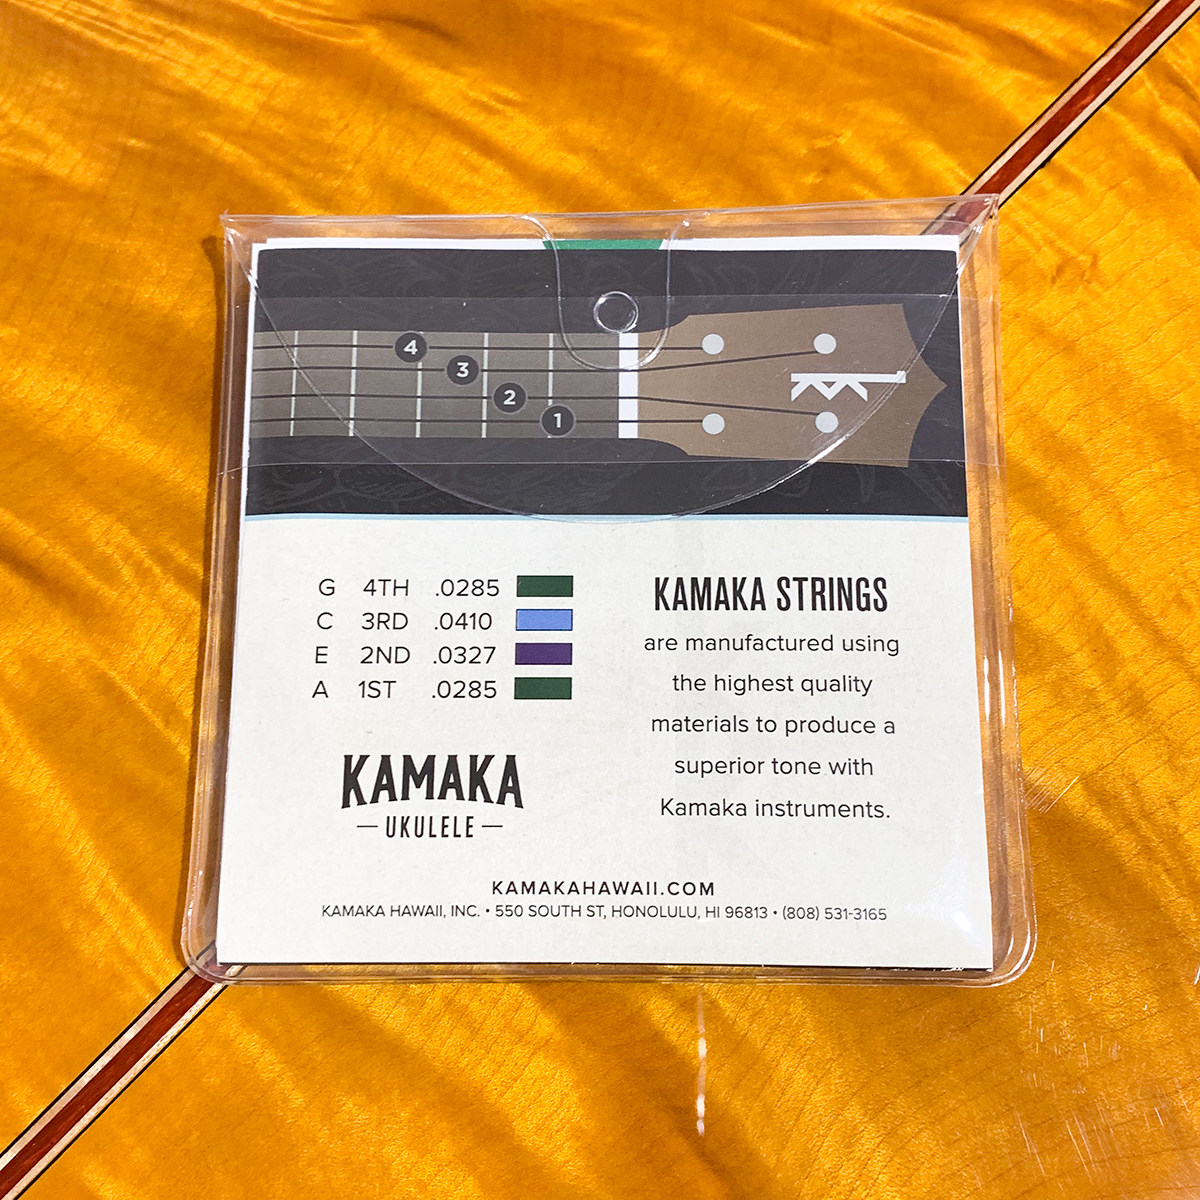 4
3
2
1
G 4TH .0285
C 3RD .0410
E 2ND .0327
A 1ST .0285
KAMAKA
UKULELE
KAMAKA STRINGS
are manufactured using
the highest quality
materials to produce a
superior tone with
Kamaka instruments.
KAMAKAHAWAII.COM
KAMAKA HAWAII, INC. • 550 SOUTH ST, HONOLULU, HI 96813 • (808) 531-3165